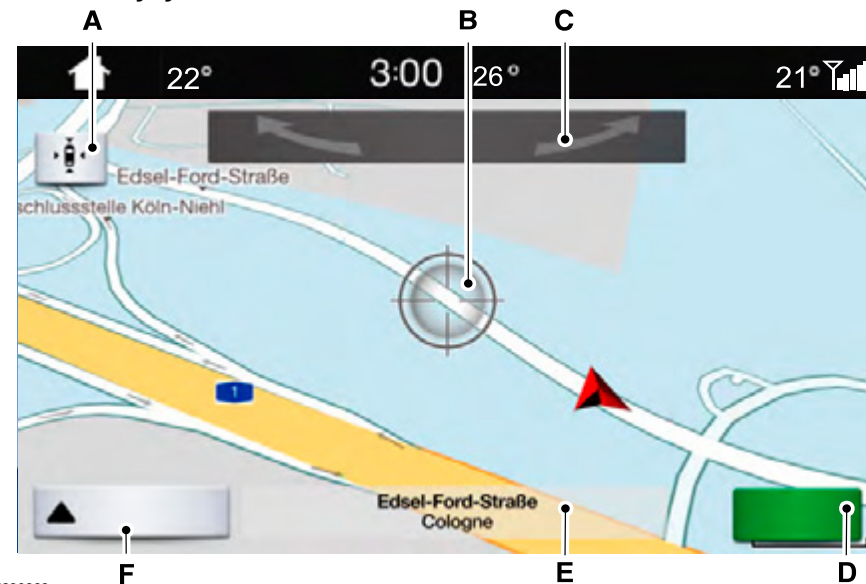 A B C
22° 3:00 26° 21°
Edsel-Ford-Straße
schlussstelle Köln-Niehl
1
Edsel-Ford-Straße
Cologne
F E D